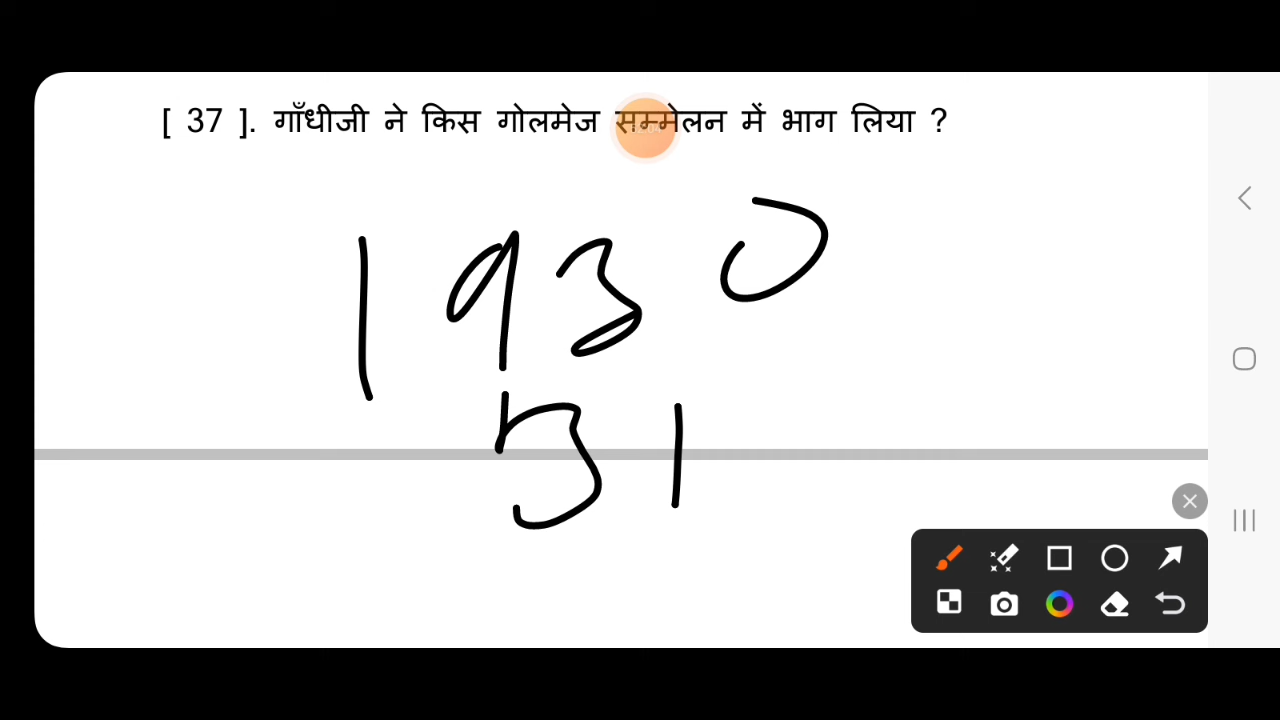 [ 37 ]. गाँधीजी ने किस गोलमेज सम्मेलन में भाग लिया ?
1930
31